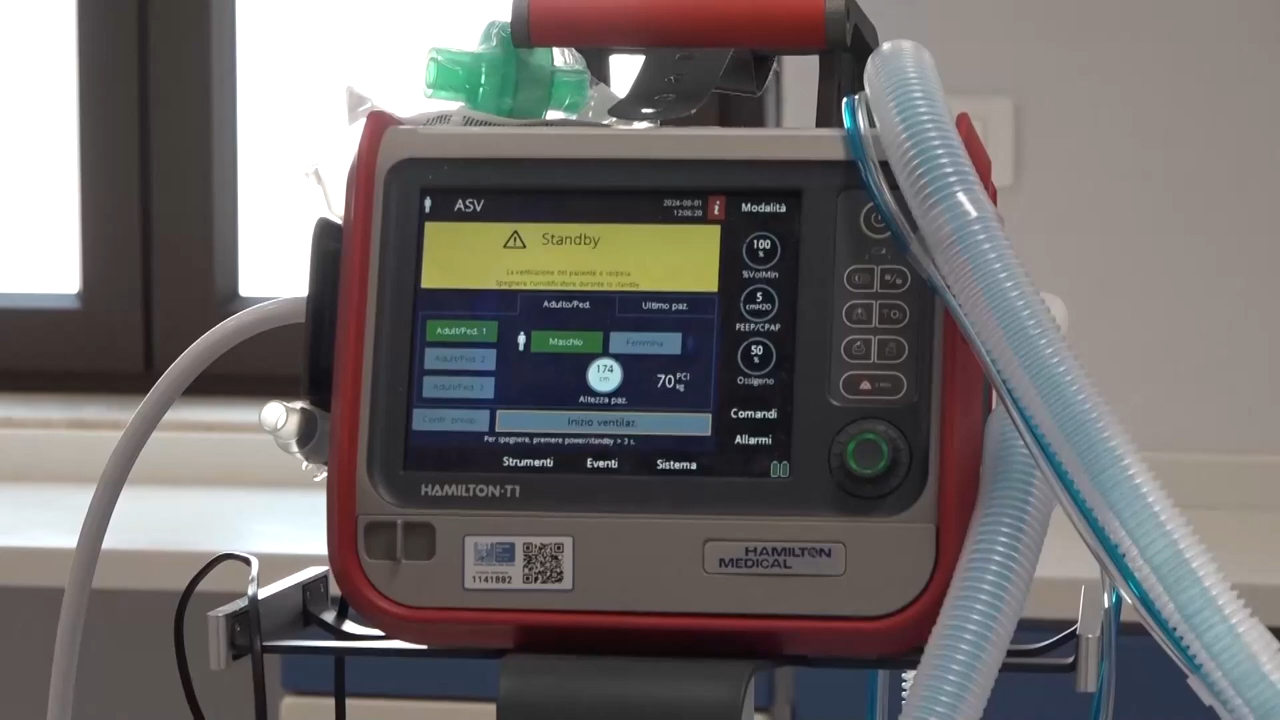 ASV
2024-08-01
12:06:20
i
Modalità
Standby
La ventilazione del paziente è sospesa.
Spegnere l'umidificatore durante lo standby
100
%
%VolMin
5
cmH2O
PEEP/CPAP
50
%
Ossigeno
Adulto/Ped.
Ultimo paz.
Adult/Ped. 1
Adult/Ped. 2
Adult/Ped. 3
Maschio
Femmina
174
cm
70 PCI
kg
Altezza paz.
Inizio ventilaz.
Per spegnere, premere power/standby > 3 s.
Comandi
Allarmi
Strumenti
Eventi
Sistema
HAMILTON-T1
1141882
HAMILTON
MEDICAL